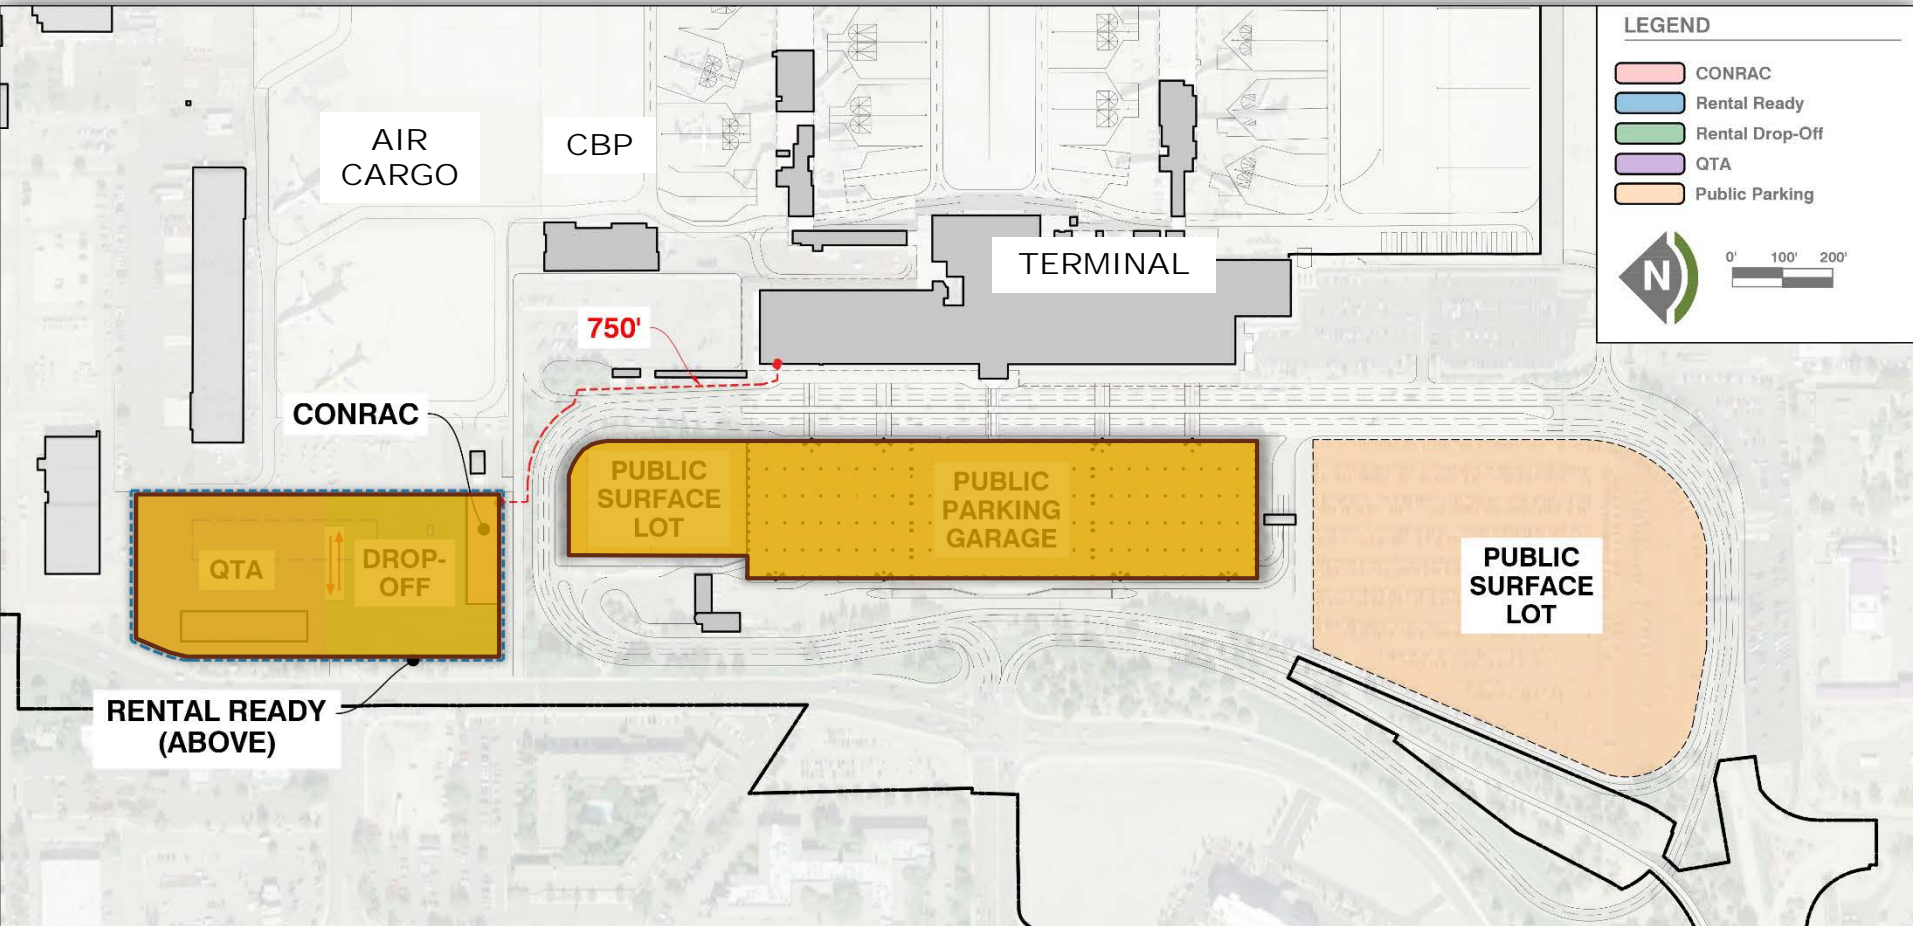 LEGEND
CONRAC
Rental Ready
Rental Drop-Off
QTA
Public Parking
N
0' 100' 200'
AIR
CARGO
CBP
TERMINAL
750'
CONRAC
PUBLIC
SURFACE
LOT
PUBLIC
PARKING
GARAGE
QTA
DROP-
OFF
PUBLIC
SURFACE
LOT
RENTAL READY
(ABOVE)